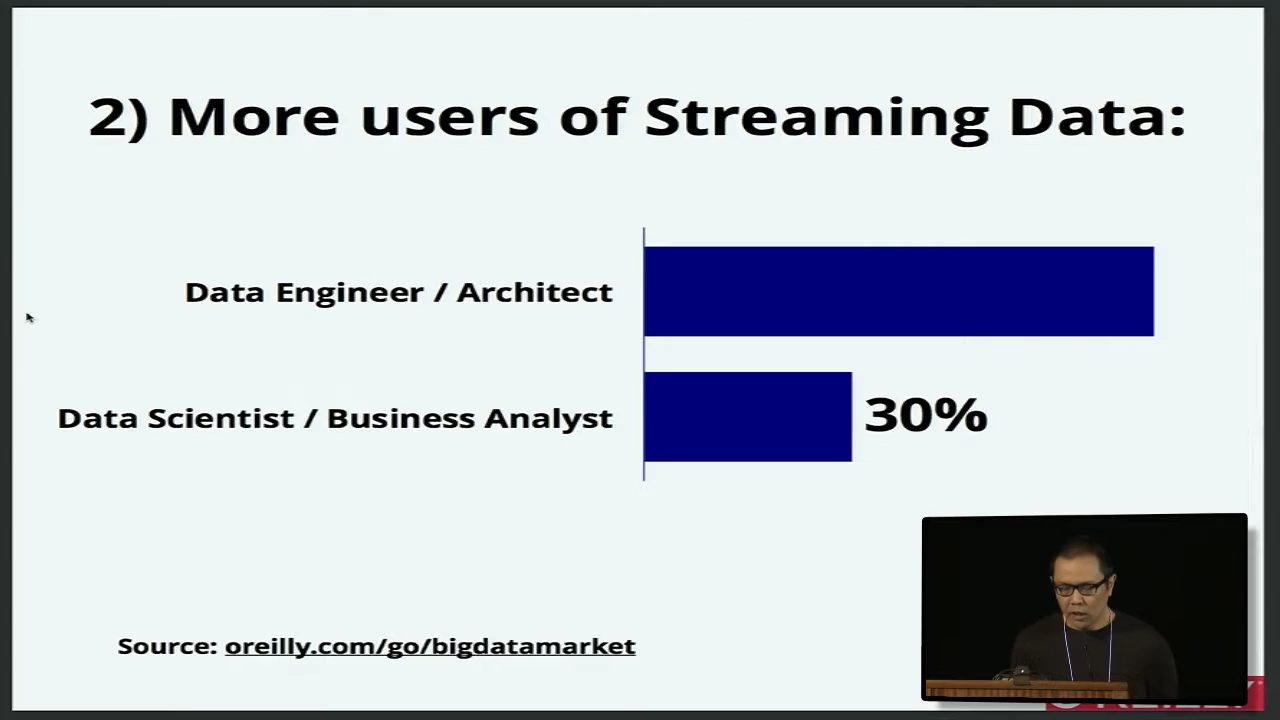 2) More users of Streaming Data:
Data Engineer / Architect
Data Scientist / Business Analyst
30%
Source: oreilly.com/go/bigdatamarket